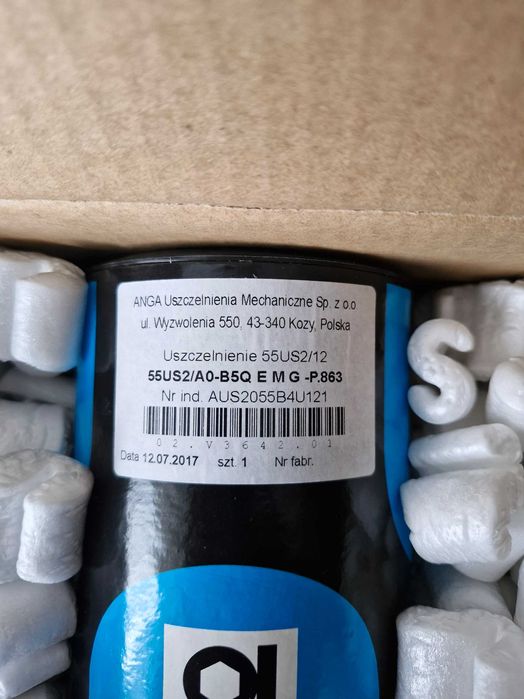 ANGA Uszczelnienia Mechaniczne Sp. z o.o
ul. Wyzwolenia 550, 43-340 Kozy, Polska
Uszczelnienie 55US2/12
55US2/A0-B5Q E M G -P.863
Nr ind. AUS2055B4U121
02.V3642.01
Data 12.07.2017 szt. 1 Nr fabr.